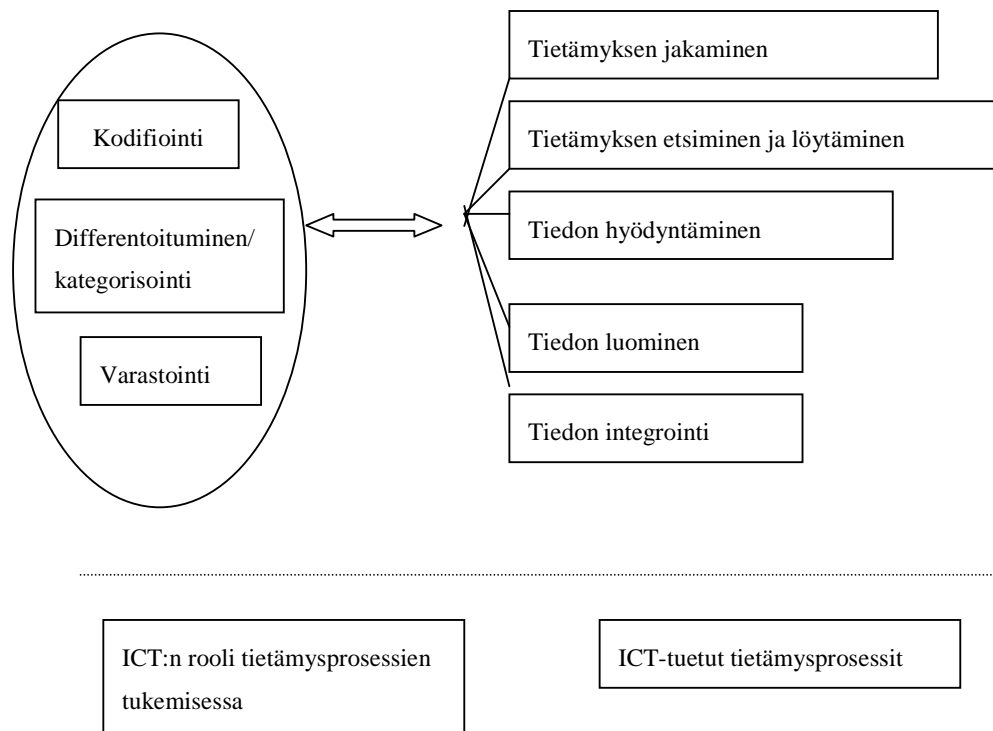 Kodifiointi
Differentoituminen/
kategorisointi
Varastointi
Tietämyksen jakaminen
Tietämyksen etsiminen ja löytäminen
Tiedon hyödyntäminen
Tiedon luominen
Tiedon integrointi
ICT:n rooli tietämysprosessien
tukemisessa
ICT-tuetut tietämysprosessit